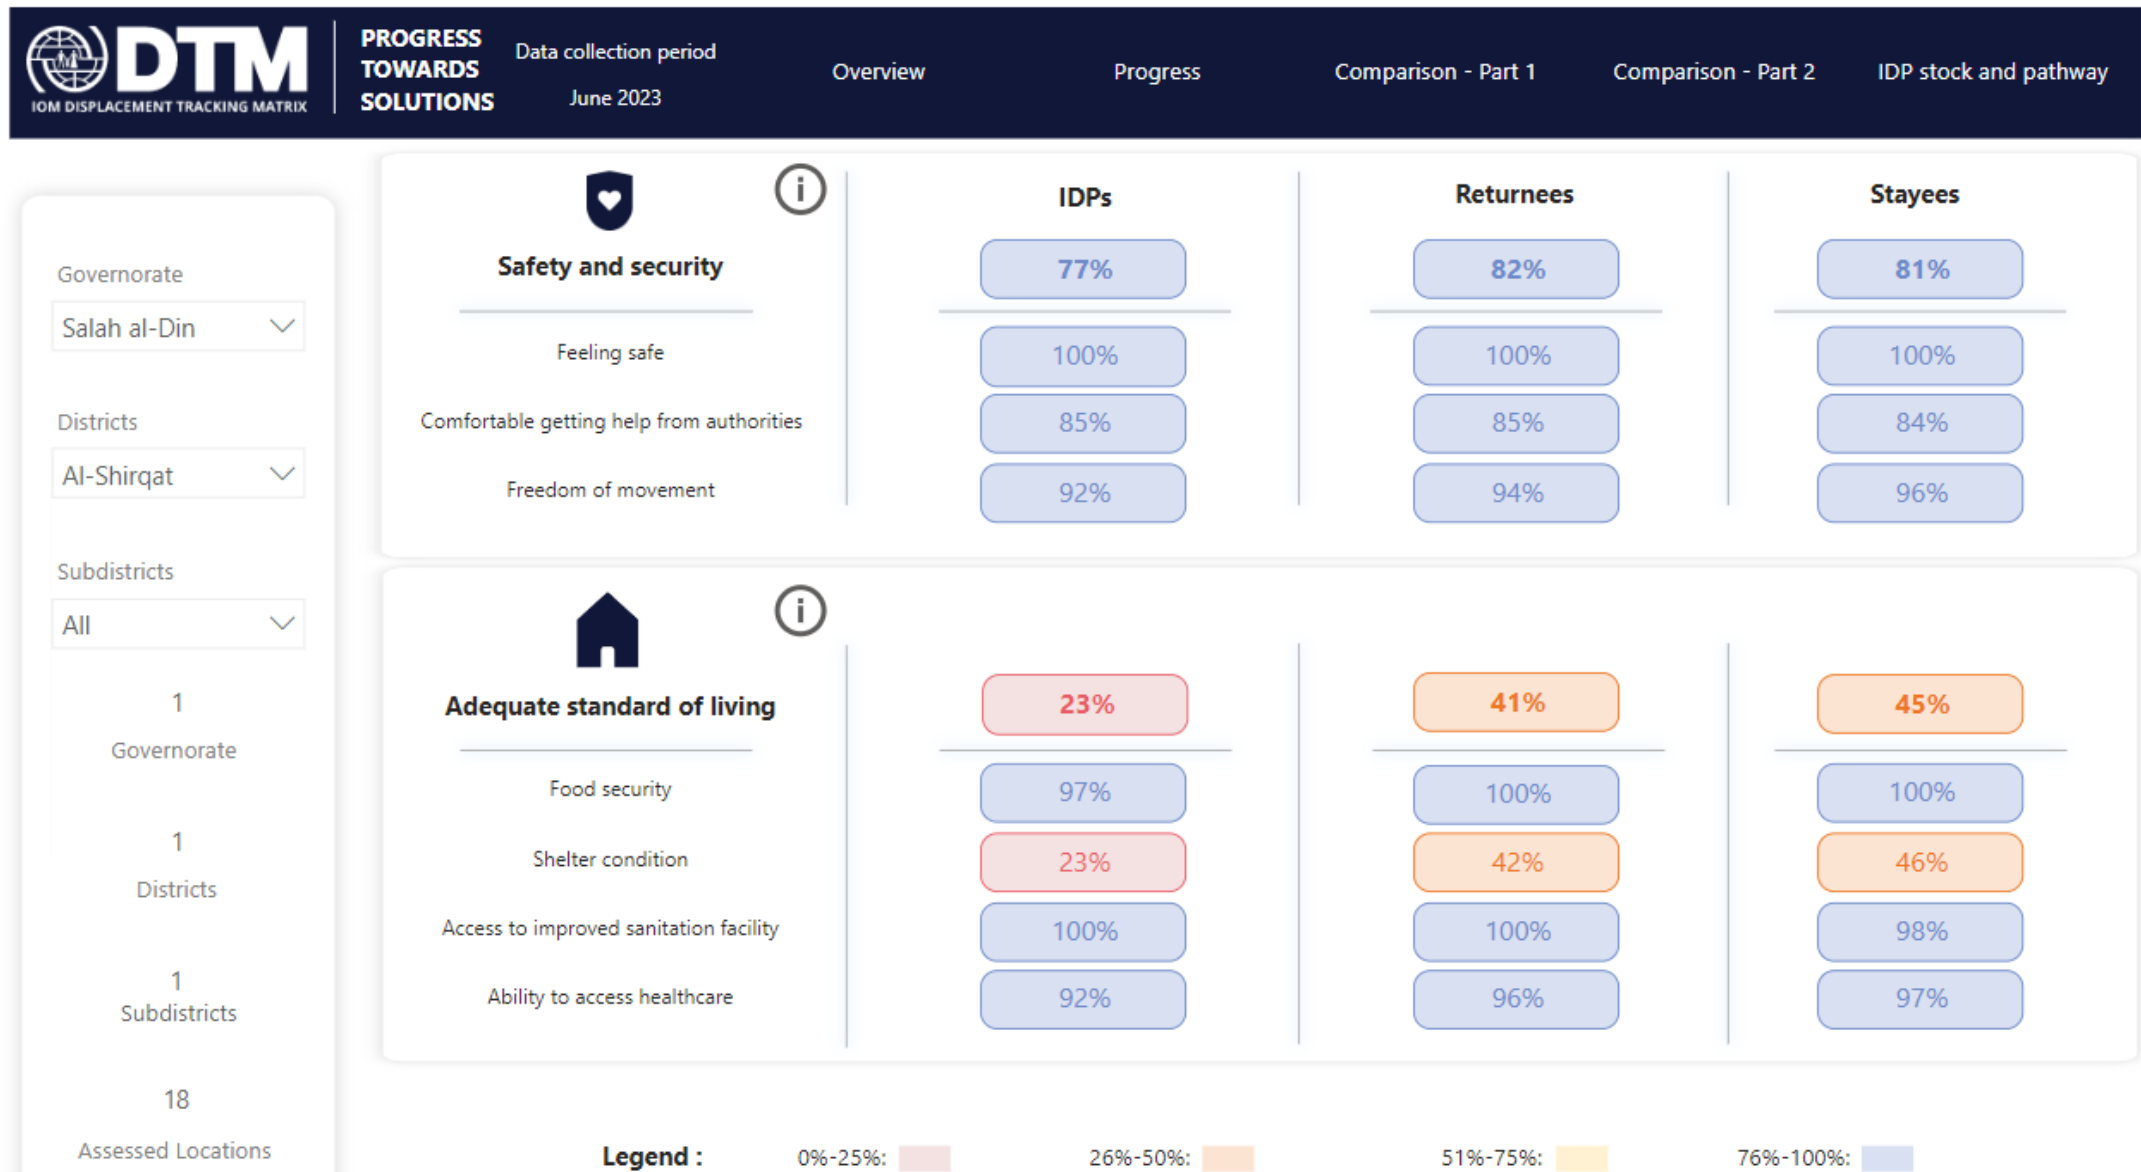 DTM
IOM DISPLACEMENT TRACKING MATRIX
PROGRESS
TOWARDS
SOLUTIONS
Data collection period
June 2023
Overview
Progress
Comparison - Part 1
Comparison - Part 2
IDP stock and pathway
Governorate
Salah al-Din
Districts
Al-Shirqat
Subdistricts
All
1
Governorate
1
Districts
1
Subdistricts
18
Assessed Locations
i
IDPs
Returnees
Stayees
Safety and security
77%
82%
81%
Feeling safe
100%
100%
100%
Comfortable getting help from authorities
85%
85%
84%
Freedom of movement
92%
94%
96%
i
Adequate standard of living
23%
41%
45%
Food security
97%
100%
100%
Shelter condition
23%
42%
46%
Access to improved sanitation facility
100%
100%
98%
Ability to access healthcare
92%
96%
97%
Legend :
0%-25%:
26%-50%:
51%-75%:
76%-100%: